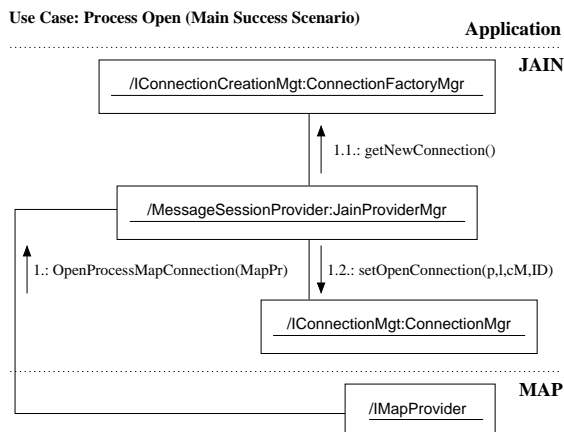 Use Case: Process Open (Main Success Scenario)
Application
JAIN
/IConnectionCreationMgt:ConnectionFactoryMgr
1.1.: getNewConnection()
/MessageSessionProvider:JainProviderMgr
1.: OpenProcessMapConnection(MapPr)
1.2.: setOpenConnection(p,l,cM,ID)
/IConnectionMgt:ConnectionMgr
MAP
/IMapProvider